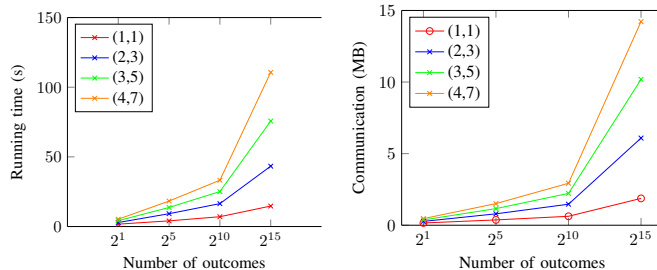 150
100
50
0
Running time (s)
(1,1)
(2,3)
(3,5)
(4,7)
2^1 2^5 2^10 2^15
Number of outcomes
15
10
5
0
Communication (MB)
(1,1)
(2,3)
(3,5)
(4,7)
2^1 2^5 2^10 2^15
Number of outcomes